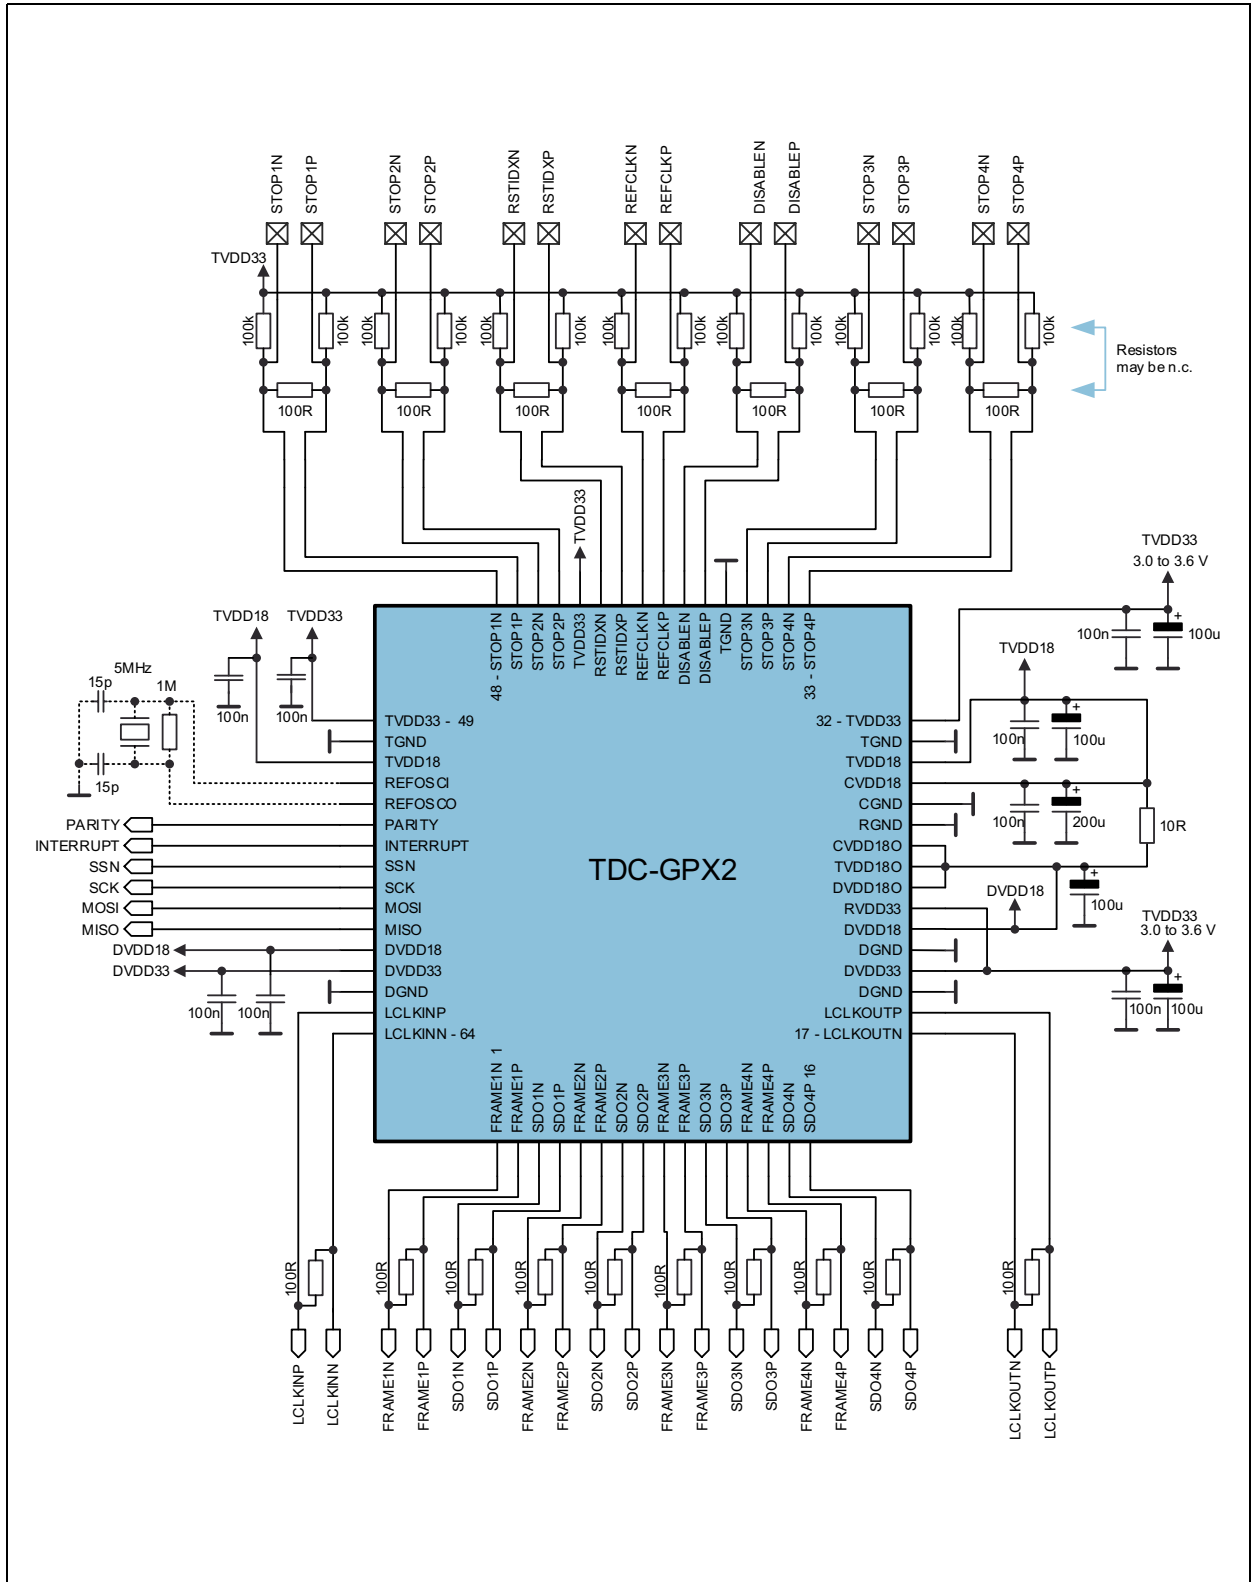 STOP1N
STOP1P
STOP2N
STOP2P
RSTIDXN
RSTIDXP
REFCLKN
REFCLKP
DISABLEN
DISABLEP
STOP3N
STOP3P
STOP4N
STOP4P
TVDD33
100k
100k
100k
100k
100k
100k
100k
100k
100k
100k
100k
100k
100k
100k
Resistors
may be n.c.
100R
100R
100R
100R
100R
100R
100R
TVDD33
TVDD33
3.0 to 3.6 V
100n
+
100u
TVDD18
TVDD33
100n
100n
5MHz
15p
1M
15p
48 - STOP1N
STOP1P
STOP2N
STOP2P
TVDD33
RSTIDXN
RSTIDXP
REFCLKN
REFCLKP
DISABLEN
DISABLEP
TGND
STOP3N
STOP3P
STOP4N
33 - STOP4P
TVDD33 - 49
TGND
TVDD18
REFOSCI
REFOSCO
PARITY
INTERRUPT
SSN
SCK
MOSI
MISO
DVDD18
DVDD33
DGND
LCLKINP
LCLKINN - 64
PARITY
INTERRUPT
SSN
SCK
MOSI
MISO
DVDD18
DVDD33
100n
100n
TDC-GPX2
32 - TVDD33
TGND
TVDD18
CVDD18
CGND
RGND
CVDD18O
TVDD18O
DVDD18O
RVDD33
DVDD18
DGND
DVDD33
DGND
LCLKOUTP
17 - LCLKOUTN
TVDD18
100n
+
100u
100n
+
200u
10R
DVDD18
+
100u
TVDD33
3.0 to 3.6 V
100n
+
100u
FRAME1N 1
FRAME1P
SDO1N
SDO1P
FRAME2N
FRAME2P
SDO2N
SDO2P
FRAME3N
FRAME3P
SDO3N
SDO3P
FRAME4N
FRAME4P
SDO4N
SDO4P 16
100R
100R
100R
100R
100R
100R
100R
100R
100R
100R
LCLKINP
LCLKINN
FRAME1N
FRAME1P
SDO1N
SDO1P
FRAME2N
FRAME2P
SDO2N
SDO2P
FRAME3N
FRAME3P
SDO3N
SDO3P
FRAME4N
FRAME4P
SDO4N
SDO4P
LCLKOUTN
LCLKOUTP